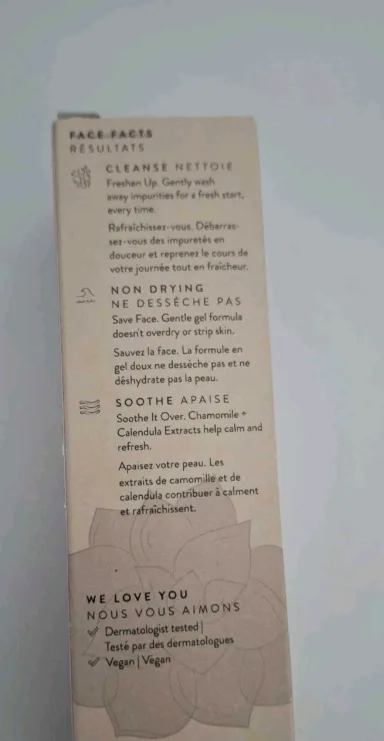 FACE FACTS
RÉSULTATS
CLEANSE NETTOIE
Freshen Up. Gently wash
away impurities for a fresh start,
every time.
Rafraîchissez-vous. Débarras-
sez-vous des impuretés en
douceur et reprenez le cours de
votre journée tout en fraîcheur.
NON DRYING
NE DESSÈCHE PAS
Save Face. Gentle gel formula
doesn't overdry or strip skin.
Sauvez la face. La formule en
gel doux ne dessèche pas et ne
déshydrate pas la peau.
SOOTHE APAISE
Soothe It Over. Chamomile +
Calendula Extracts help calm and
refresh.
Apaisez votre peau. Les
extraits de camomille et de
calendula contribuer à calment
et rafraîchissent.
WE LOVE YOU
NOUS VOUS AIMONS
Dermatologist tested |
Testé par des dermatologues
Vegan | Végan